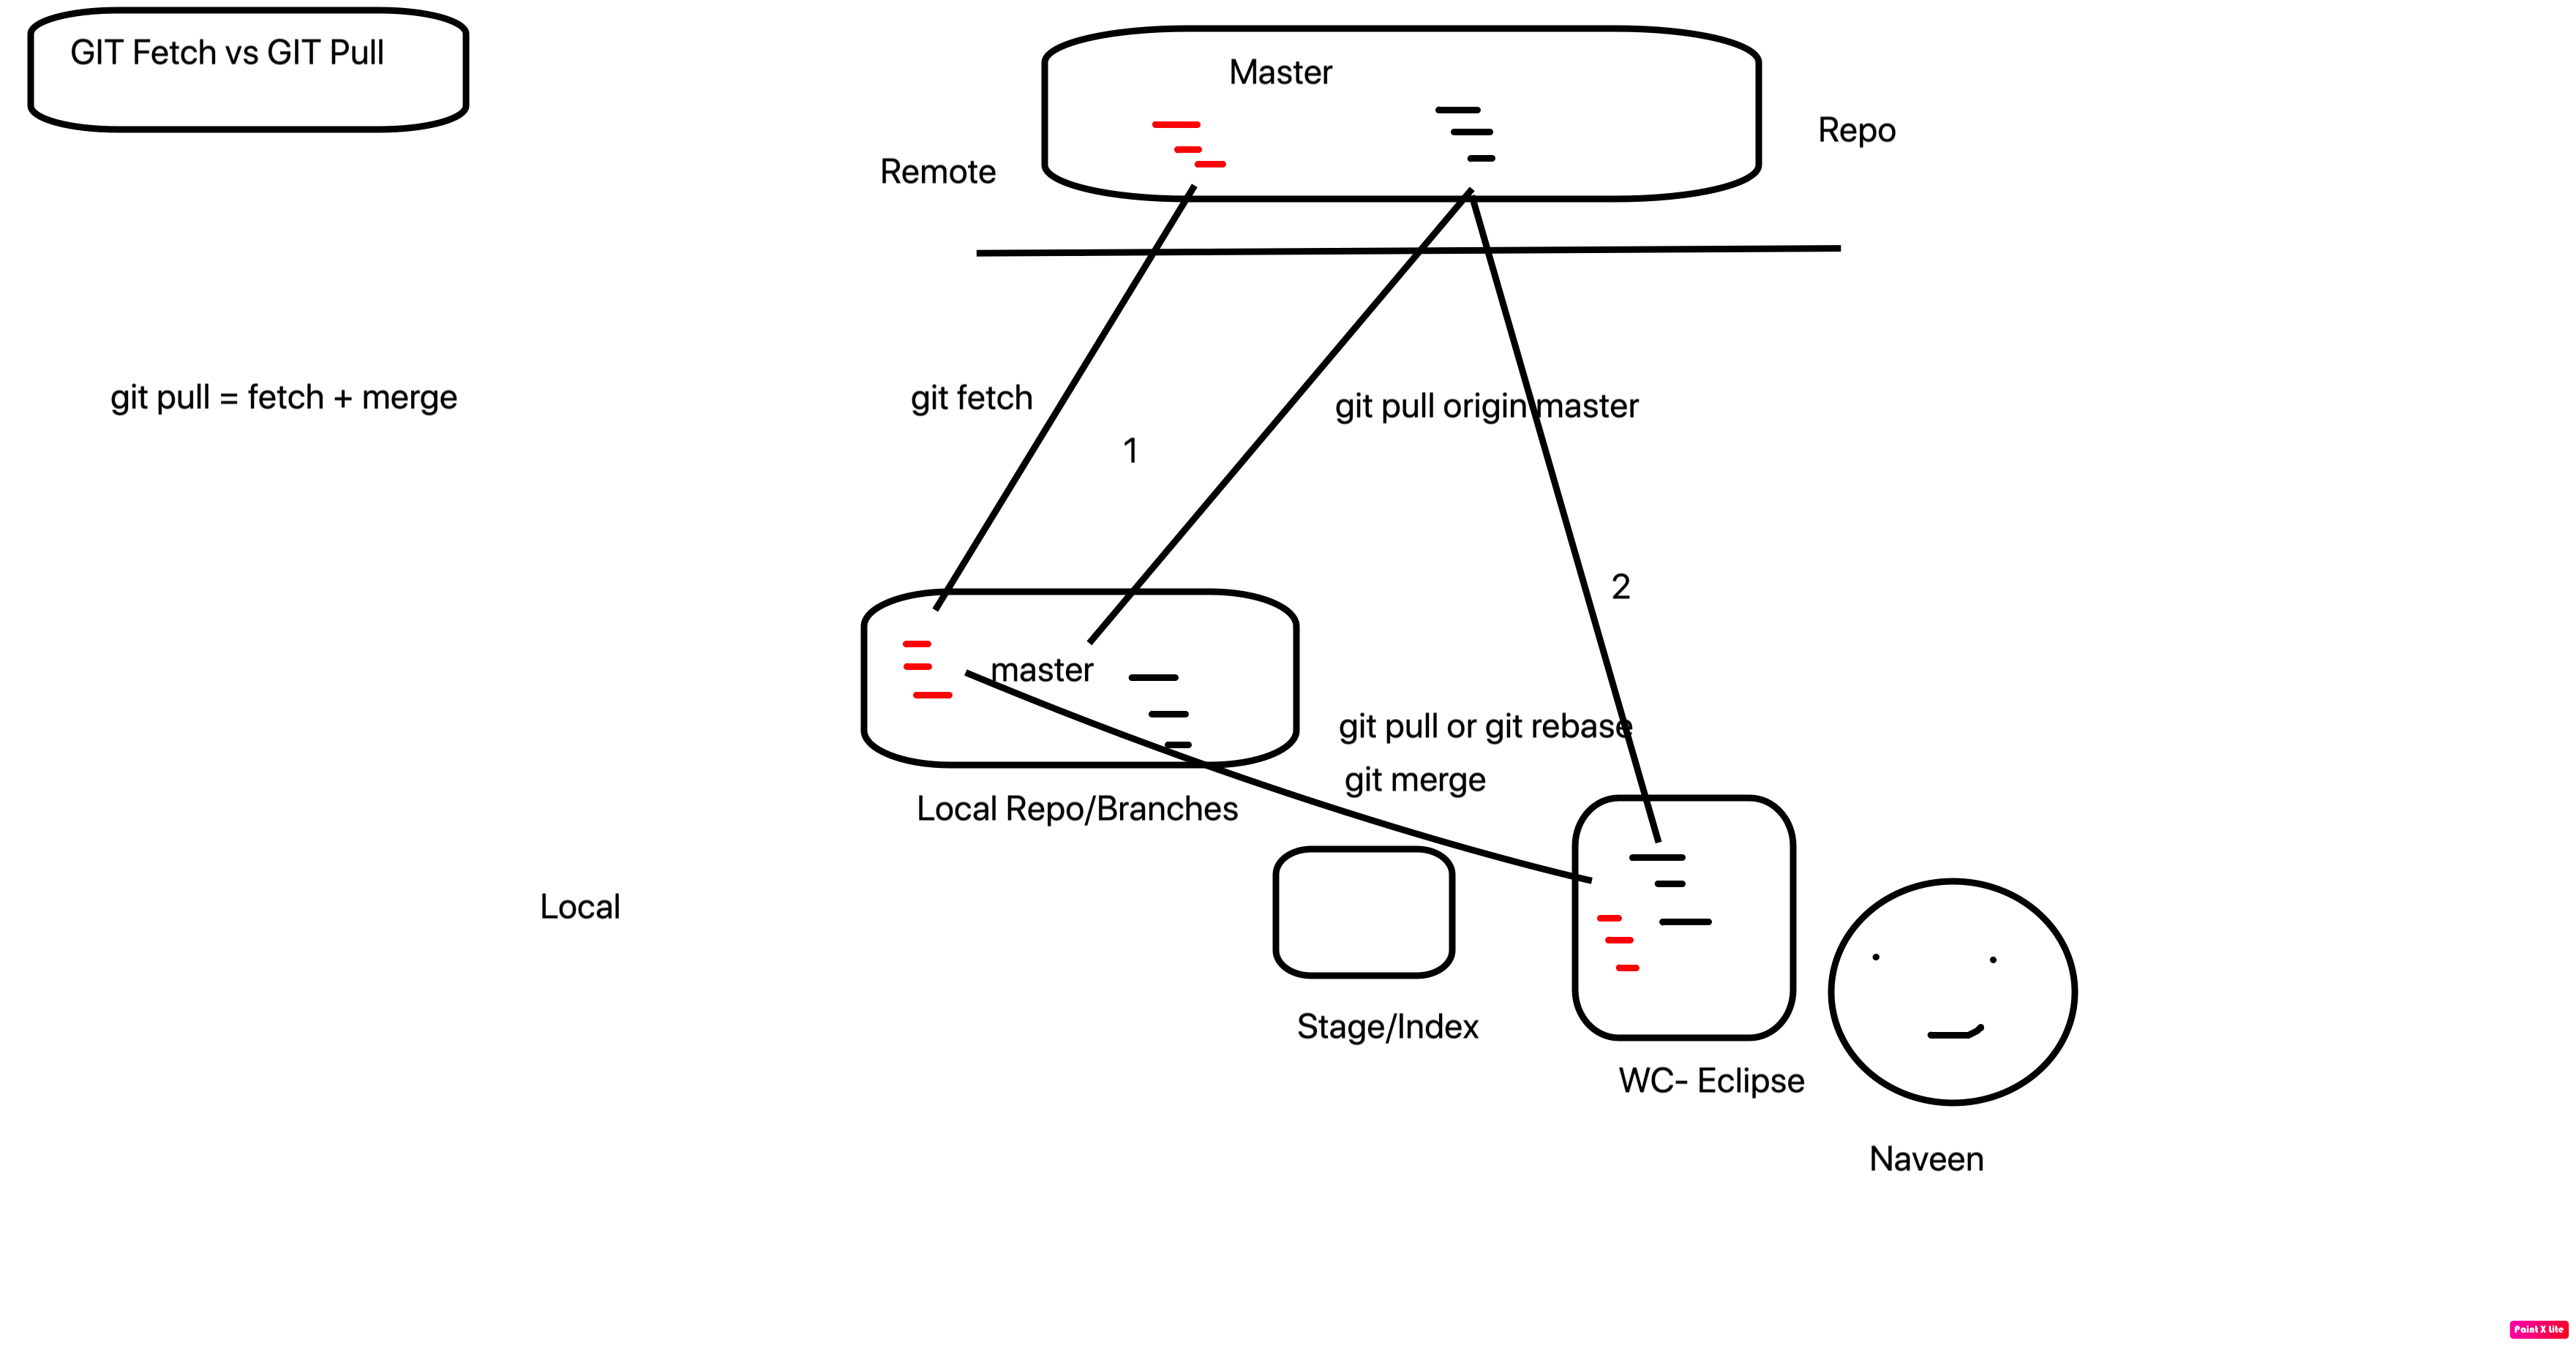 GIT Fetch vs GIT Pull
Master
Repo
Remote
git pull = fetch + merge
git fetch
git pull origin master
1
2
master
git pull or git rebase
git merge
Local Repo/Branches
Local
Stage/Index
WC- Eclipse
Naveen
Paint X Lite